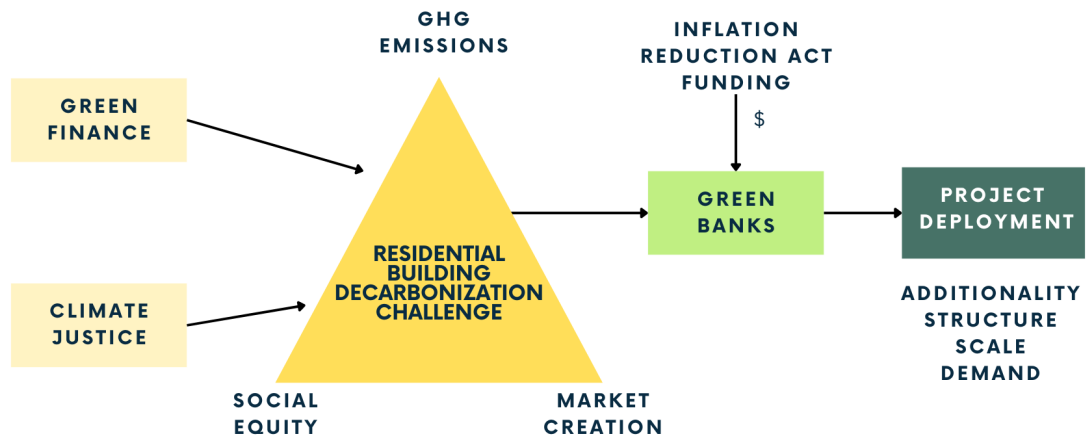 GHG
EMISSIONS
INFLATION
REDUCTION ACT
FUNDING
$
GREEN
FINANCE
CLIMATE
JUSTICE
RESIDENTIAL
BUILDING
DECARBONIZATION
CHALLENGE
SOCIAL
EQUITY
MARKET
CREATION
GREEN
BANKS
PROJECT
DEPLOYMENT
ADDITIONALITY
STRUCTURE
SCALE
DEMAND